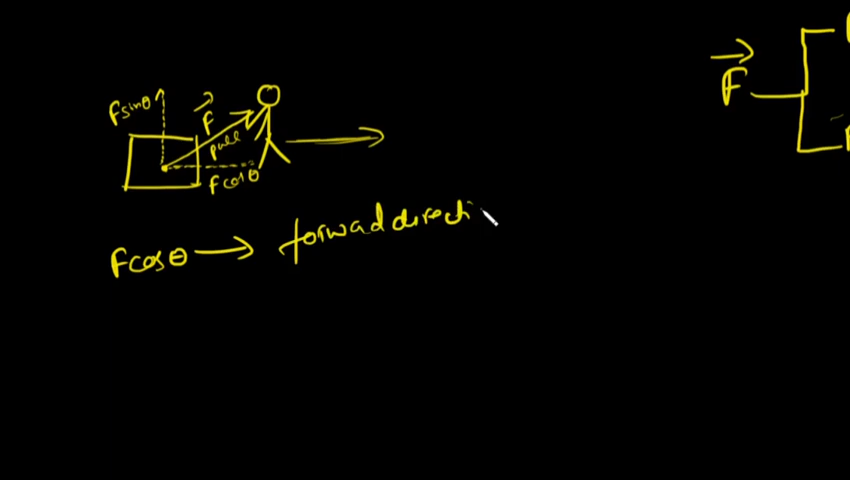 Fsinθ
F
pull
Fcosθ
Fcosθ → forwad directi
F